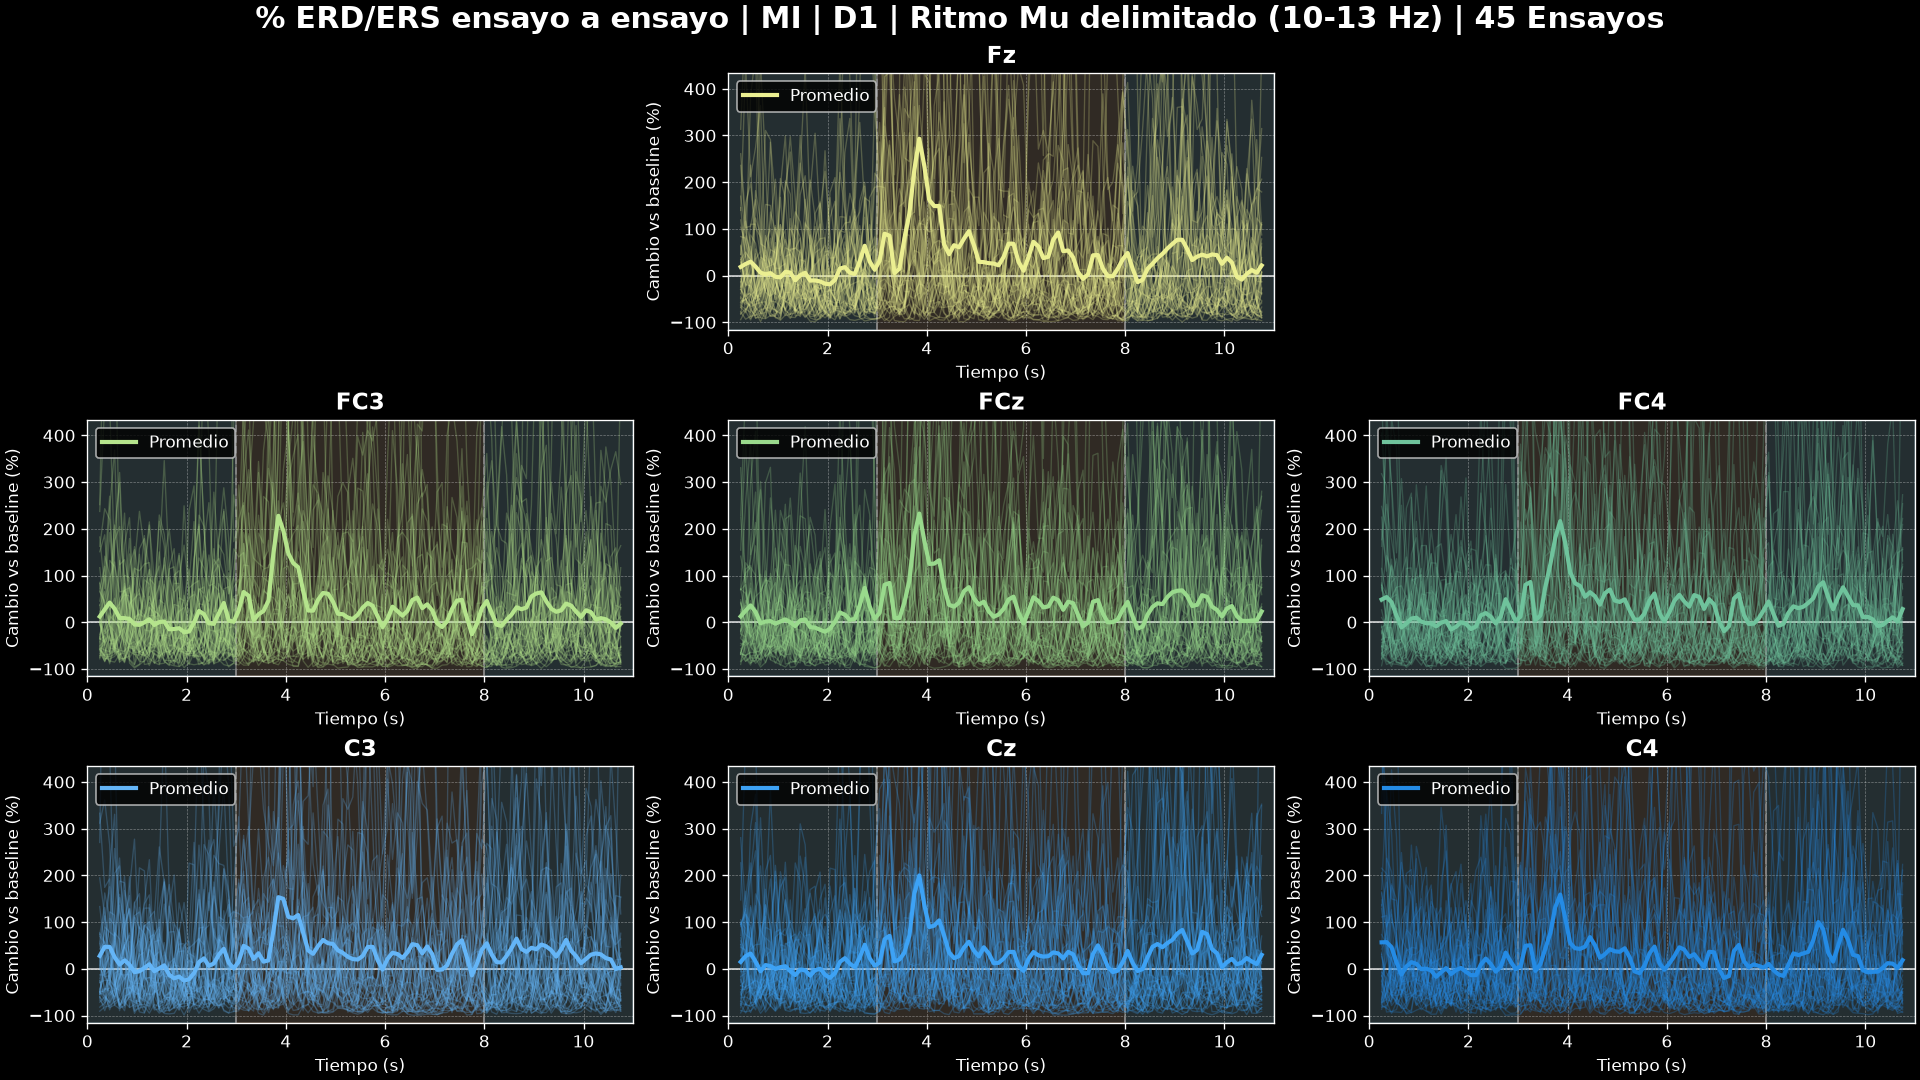 % ERD/ERS ensayo a ensayo | MI | D1 | Ritmo Mu delimitado (10-13 Hz) | 45 Ensayos
Fz
Promedio
Cambio vs baseline (%)
400
300
200
100
0
−100
0 2 4 6 8 10
Tiempo (s)
FC3
Promedio
Cambio vs baseline (%)
400
300
200
100
0
−100
0 2 4 6 8 10
Tiempo (s)
FCz
Promedio
Cambio vs baseline (%)
400
300
200
100
0
−100
0 2 4 6 8 10
Tiempo (s)
FC4
Promedio
Cambio vs baseline (%)
400
300
200
100
0
−100
0 2 4 6 8 10
Tiempo (s)
C3
Promedio
Cambio vs baseline (%)
400
300
200
100
0
−100
0 2 4 6 8 10
Tiempo (s)
Cz
Promedio
Cambio vs baseline (%)
400
300
200
100
0
−100
0 2 4 6 8 10
Tiempo (s)
C4
Promedio
Cambio vs baseline (%)
400
300
200
100
0
−100
0 2 4 6 8 10
Tiempo (s)